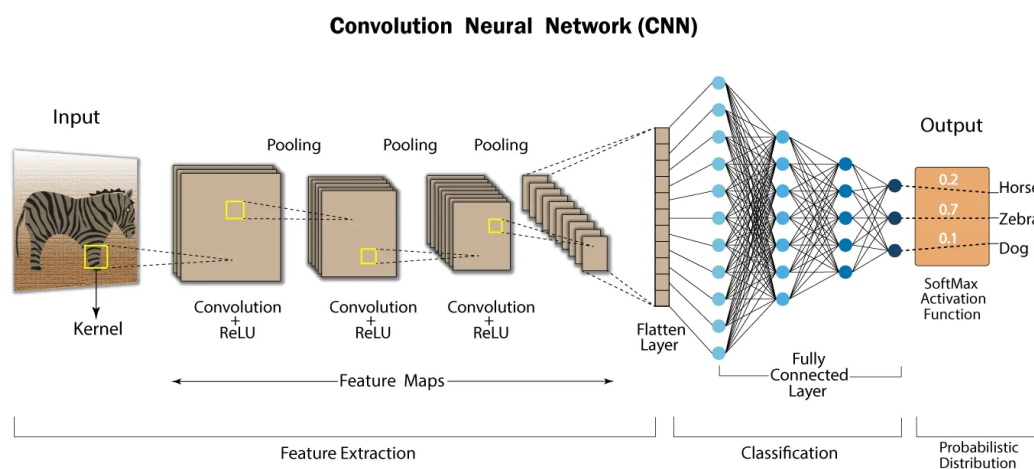 Convolution Neural Network (CNN)
Input
Output
Pooling
Pooling
Pooling
Kernel
Convolution
+
ReLU
Convolution
+
ReLU
Convolution
+
ReLU
Feature Maps
Flatten
Layer
Fully
Connected
Layer
0.2
Horse
0.7
Zebra
0.1
Dog
SoftMax
Activation
Function
Feature Extraction
Classification
Probabilistic
Distribution